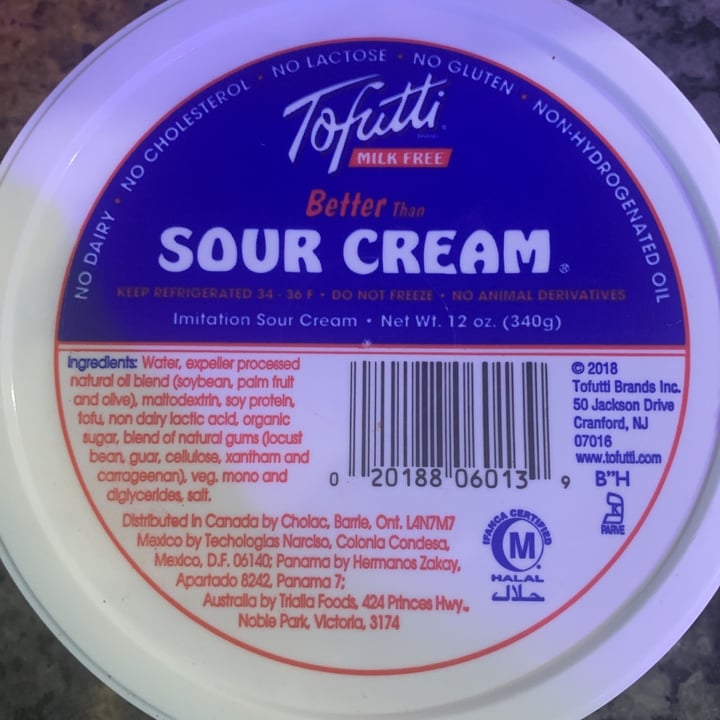 NO DAIRY • NO CHOLESTEROL • NO LACTOSE • NO GLUTEN • NON-HYDROGENATED OIL
Tofutti
MILK FREE
Better Than
SOUR CREAM®
KEEP REFRIGERATED 34 - 36 F • DO NOT FREEZE • NO ANIMAL DERIVATIVES
Imitation Sour Cream • Net Wt. 12 oz. (340g)
Ingredients: Water, expeller processed
natural oil blend (soybean, palm fruit
and olive), maltodextrin, soy protein,
tofu, non dairy lactic acid, organic
sugar, blend of natural gums (locust
bean, guar, cellulose, xantham and
carrageenan), veg. mono and
diglycerides, salt.
0 20188 06013 9
© 2018
Tofutti Brands Inc.
50 Jackson Drive
Cranford, NJ
07016
www.tofutti.com
B"H
PARVE
Distributed in Canada by Cholac, Barrie, Ont. L4N7M7
Mexico by Techologias Narciso, Colonia Condesa,
Mexico, D.F. 06140; Panama by Hermanos Zakay,
Apartado 8242, Panama 7;
Australia by Trialia Foods, 424 Princes Hwy.,
Noble Park, Victoria, 3174
IFANCA CERTIFIED
M
HALAL
حلال